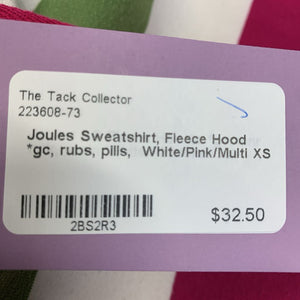 The Tack Collector
223608-73
Joules Sweatshirt, Fleece Hood
*gc, rubs, pills, White/Pink/Multi XS
2BS2R3
$32.50